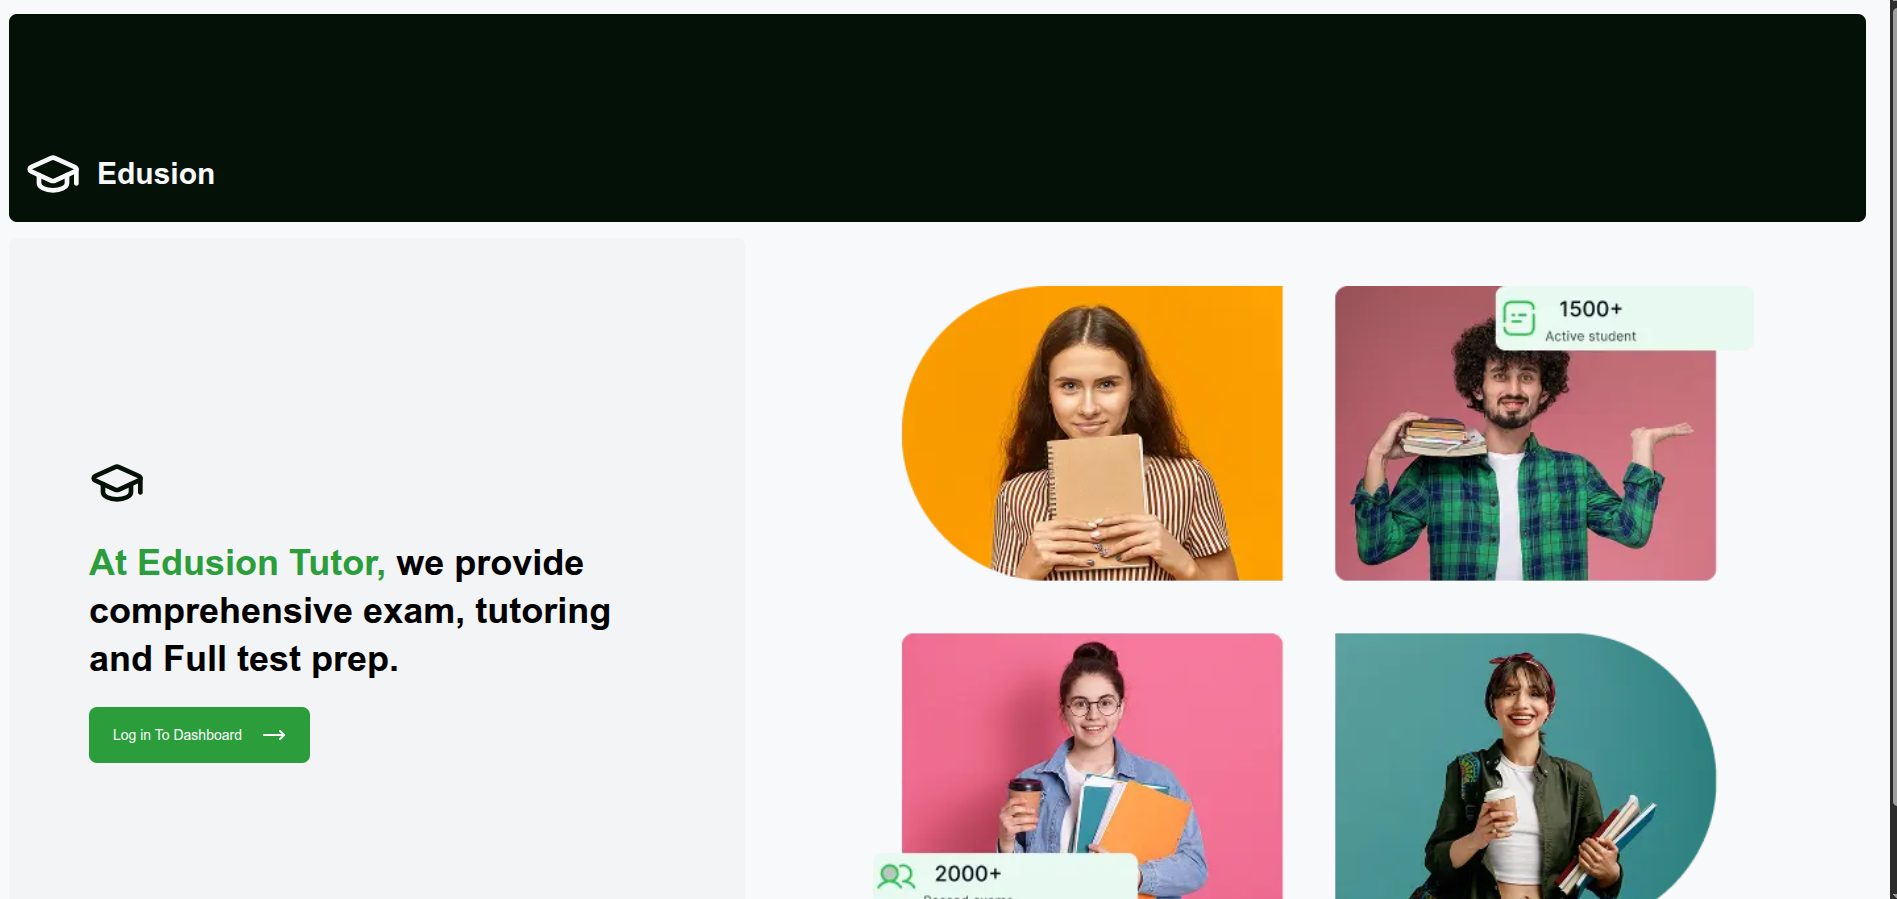 Edusion
At Edusion Tutor, we provide
comprehensive exam, tutoring
and Full test prep.
Log in To Dashboard
1500+
Active student
2000+